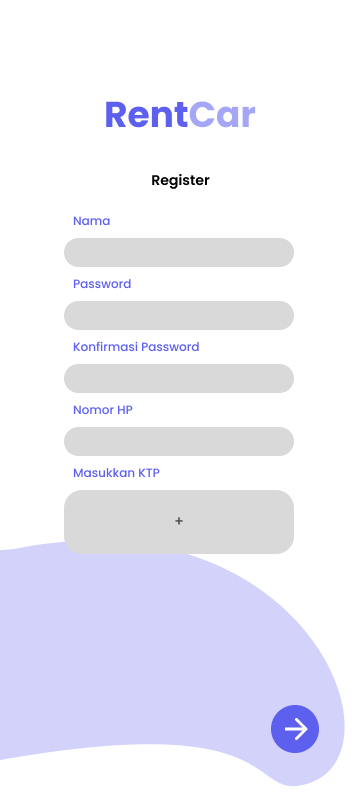 RentCar
Register
Nama
Password
Konfirmasi Password
Nomor HP
Masukkan KTP
+